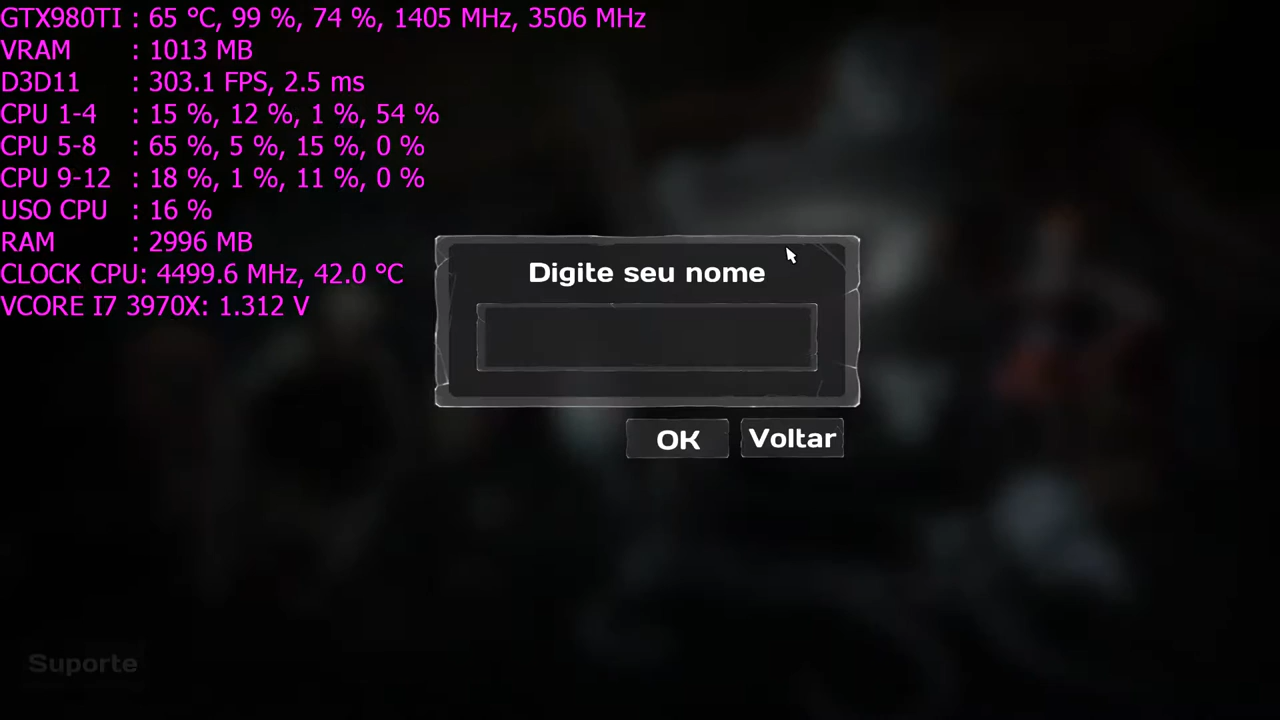 GTX980TI : 65 °C, 99 %, 74 %, 1405 MHz, 3506 MHz
VRAM : 1013 MB
D3D11 : 303.1 FPS, 2.5 ms
CPU 1-4 : 15 %, 12 %, 1 %, 54 %
CPU 5-8 : 65 %, 5 %, 15 %, 0 %
CPU 9-12 : 18 %, 1 %, 11 %, 0 %
USO CPU : 16 %
RAM : 2996 MB
CLOCK CPU: 4499.6 MHz, 42.0 °C
VCORE I7 3970X: 1.312 V
Digite seu nome
OK Voltar
Suporte